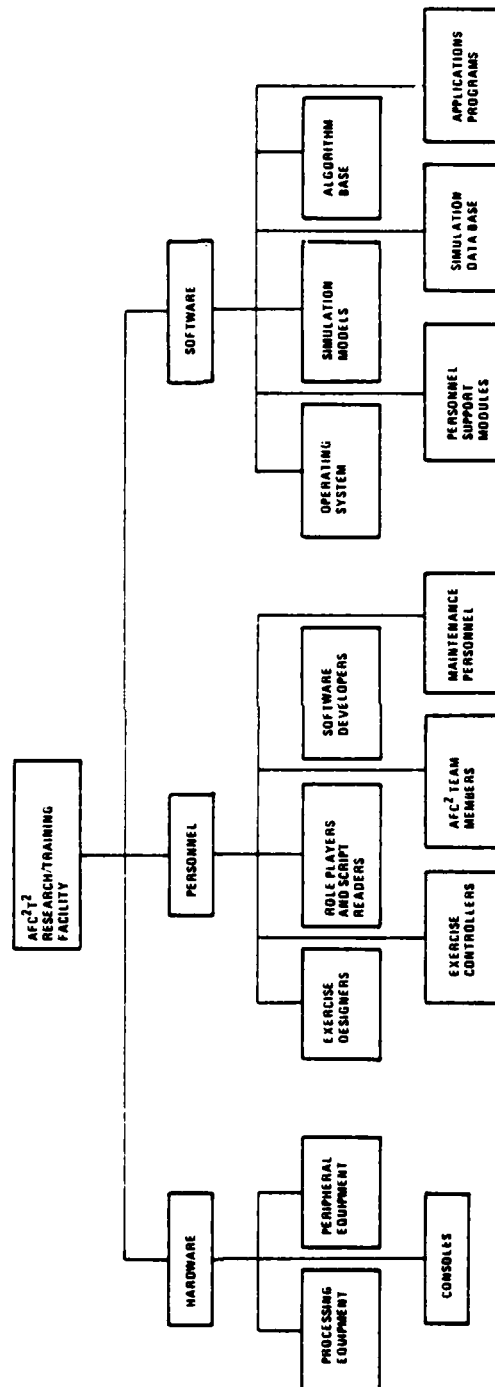 AFC²T²
RESEARCH/TRAINING
FACILITY
HARDWARE
PERSONNEL
SOFTWARE
PROCESSING
EQUIPMENT
PERIPHERAL
EQUIPMENT
CONSOLES
EXERCISE
DESIGNERS
ROLE PLAYERS
AND SCRIPT
READERS
SOFTWARE
DEVELOPERS
EXERCISE
CONTROLLERS
AFC² TEAM
MEMBERS
MAINTENANCE
PERSONNEL
OPERATING
SYSTEM
SIMULATION
MODELS
ALGORITHM
BASE
PERSONNEL
SUPPORT
MODULES
SIMULATION
DATA BASE
APPLICATIONS
PROGRAMS